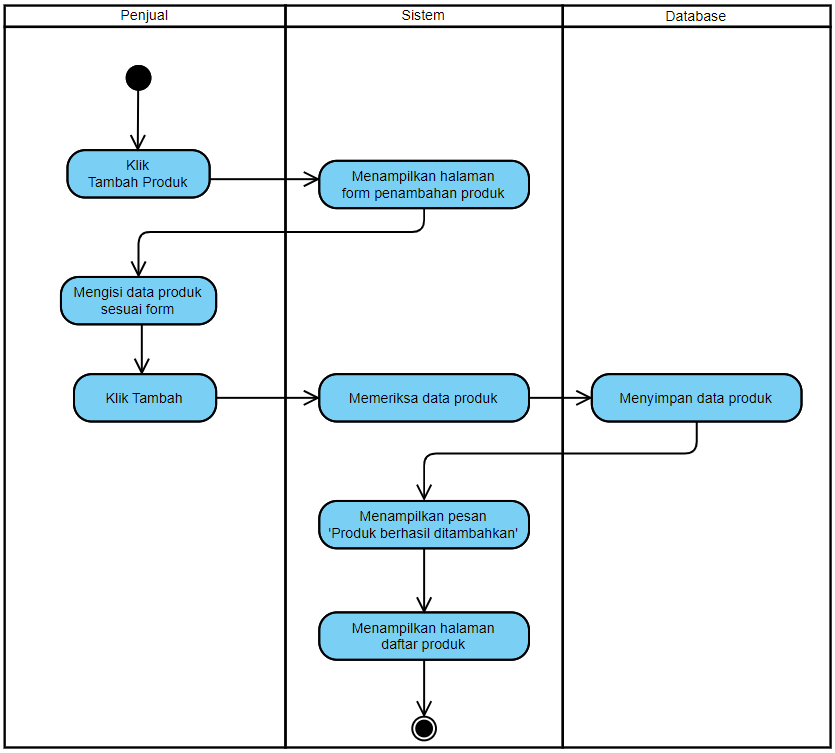 Penjual
Sistem
Database
Klik
Tambah Produk
Menampilkan halaman
form penambahan produk
Mengisi data produk
sesuai form
Klik Tambah
Memeriksa data produk
Menyimpan data produk
Menampilkan pesan
'Produk berhasil ditambahkan'
Menampilkan halaman
daftar produk